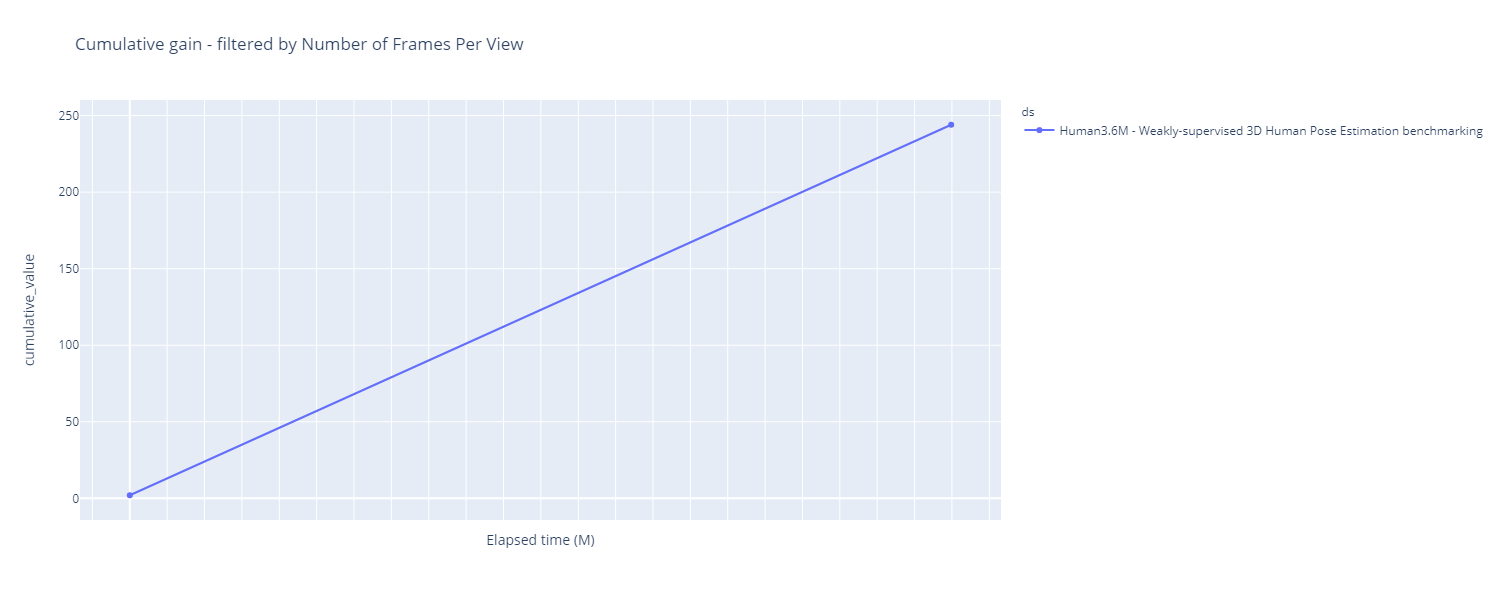 Cumulative gain - filtered by Number of Frames Per View
ds
Human3.6M - Weakly-supervised 3D Human Pose Estimation benchmarking
250
200
150
100
50
0
cumulative_value
Elapsed time (M)